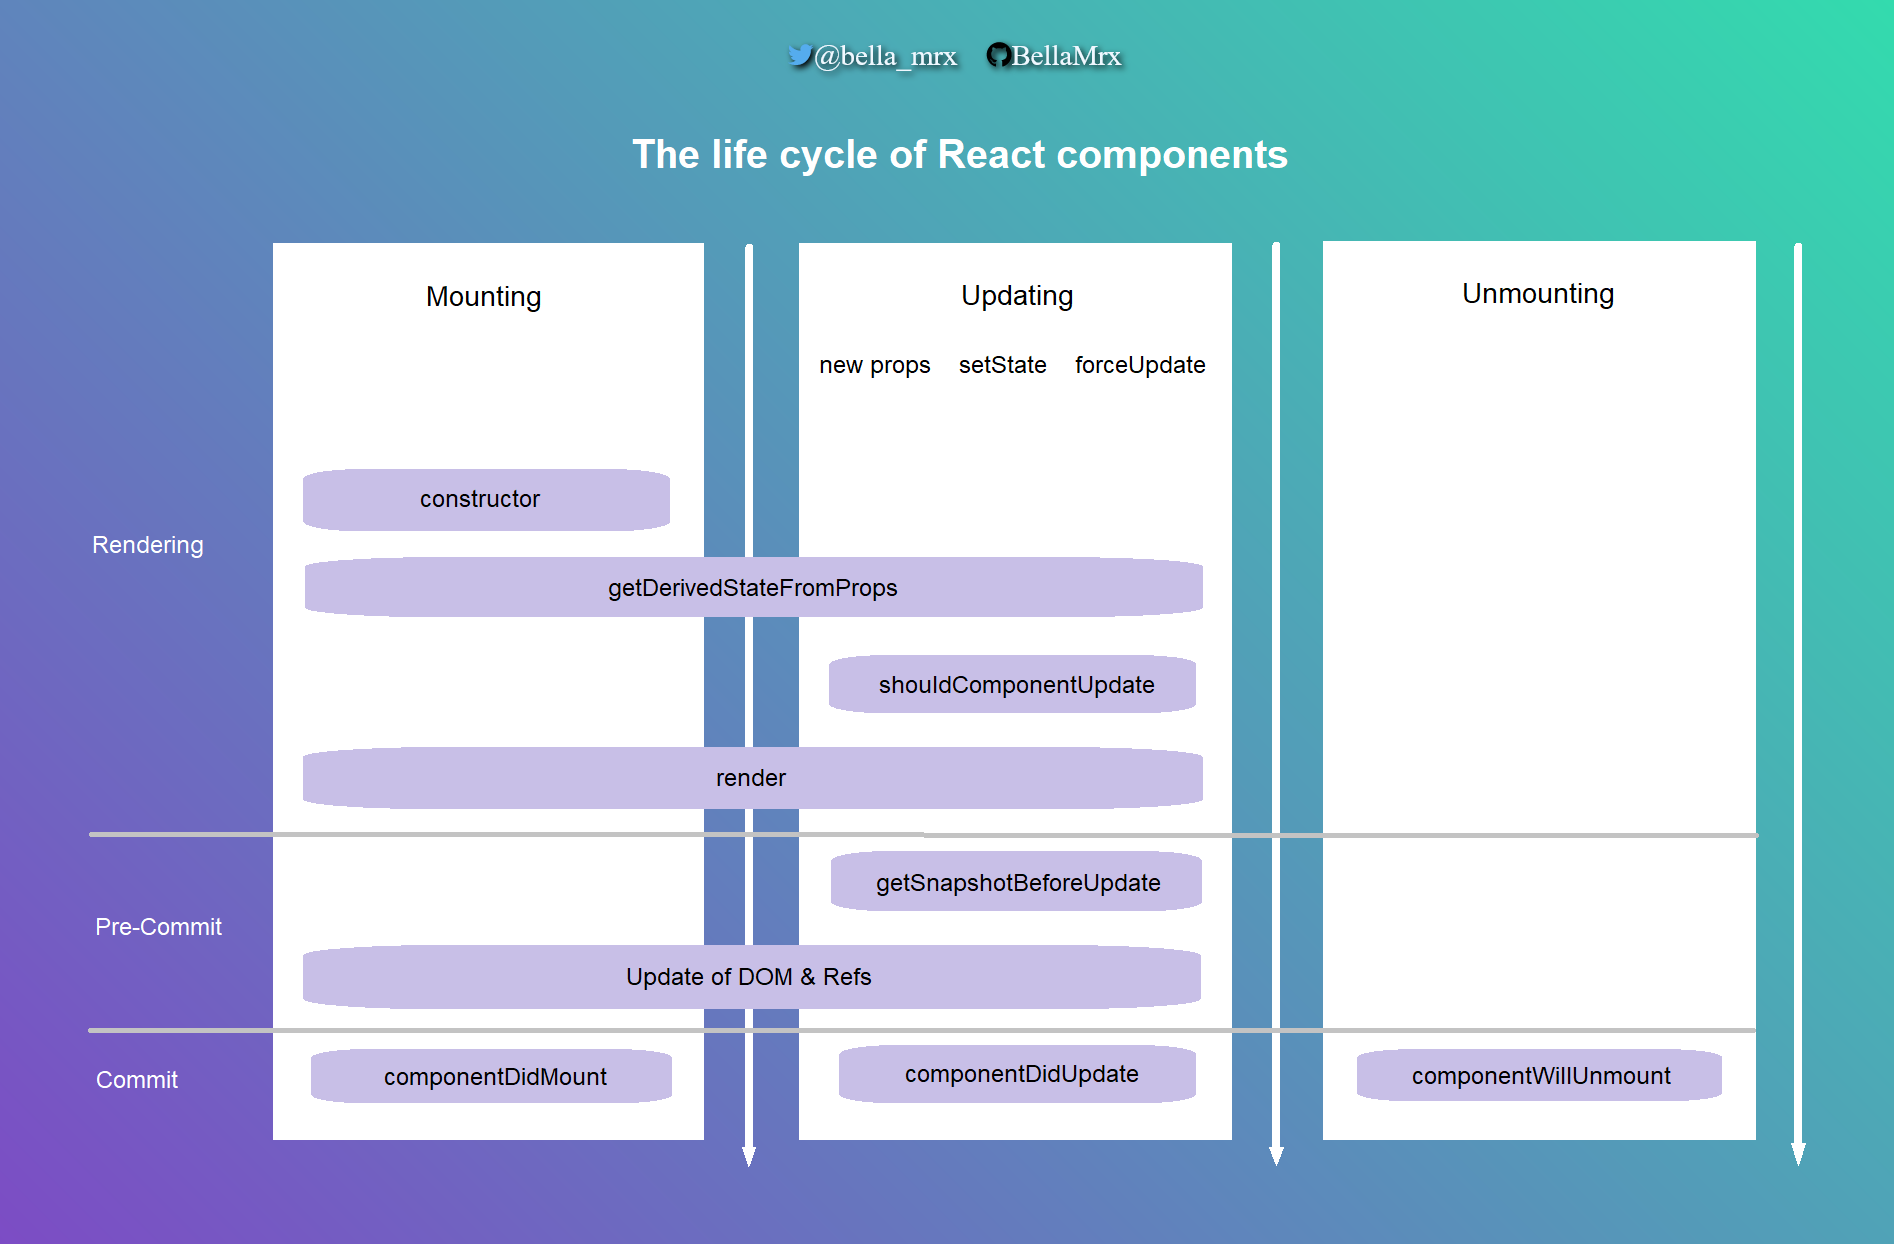 @bella_mrx BellaMrx
The life cycle of React components
Mounting
Updating
Unmounting
new props setState forceUpdate
constructor
Rendering
getDerivedStateFromProps
shouldComponentUpdate
render
getSnapshotBeforeUpdate
Pre-Commit
Update of DOM & Refs
Commit
componentDidMount
componentDidUpdate
componentWillUnmount